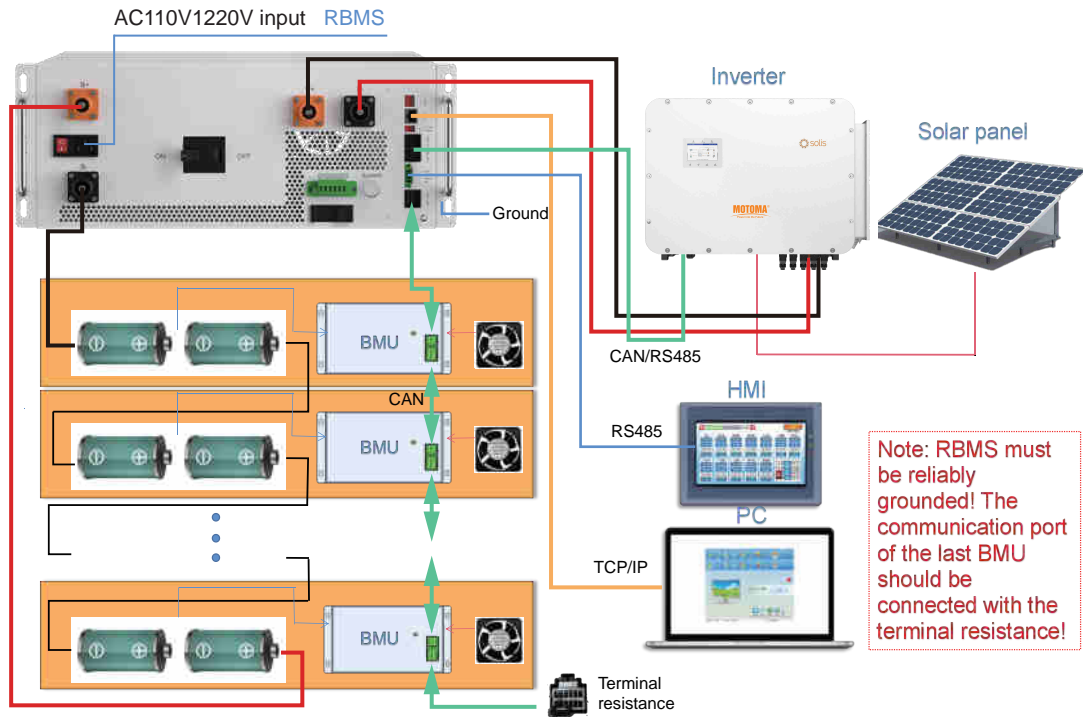 AC110V1220V input RBMS
B+
ON OFF
Ground
Inverter
Solar panel
solis
MOTOMA
CAN/RS485
BMU
CAN
BMU
BMU
HMI
RS485
PC
TCP/IP
Note: RBMS must
be reliably
grounded! The
communication port
of the last BMU
should be
connected with the
terminal resistance!
Terminal
resistance